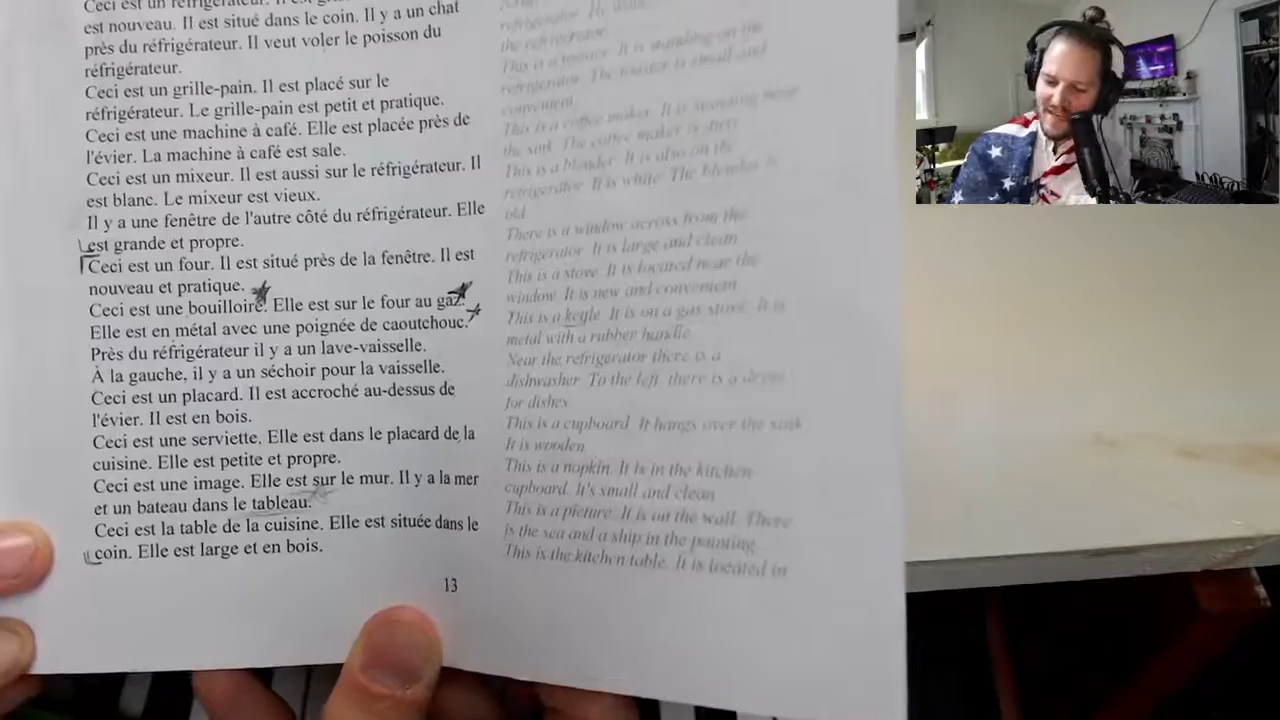 Ceci est un réfrigérateur. Il est
est nouveau. Il est situé dans le coin. Il y a un chat
près du réfrigérateur. Il veut voler le poisson du
réfrigérateur.
Ceci est un grille-pain. Il est placé sur le
réfrigérateur. Le grille-pain est petit et pratique.
Ceci est une machine à café. Elle est placée près de
l'évier. La machine à café est sale.
Ceci est un mixeur. Il est aussi sur le réfrigérateur. Il
est blanc. Le mixeur est vieux.
Il y a une fenêtre de l'autre côté du réfrigérateur. Elle
est grande et propre.
Ceci est un four. Il est situé près de la fenêtre. Il est
nouveau et pratique.
Ceci est une bouilloire. Elle est sur le four au gaz.
Elle est en métal avec une poignée de caoutchouc.
Près du réfrigérateur il y a un lave-vaisselle.
À la gauche, il y a un séchoir pour la vaisselle.
Ceci est un placard. Il est accroché au-dessus de
l'évier. Il est en bois.
Ceci est une serviette. Elle est dans le placard de la
cuisine. Elle est petite et propre.
Ceci est une image. Elle est sur le mur. Il y a la mer
et un bateau dans le tableau.
Ceci est la table de la cuisine. Elle est située dans le
coin. Elle est large et en bois.
refrigerator.
the refrigerator.
This is a toaster. It is standing on the
refrigerator. The toaster is small and
convenient.
This is a coffee maker. It is standing near
the sink. The coffee maker is dirty.
This is a blender. It is also on the
refrigerator. It is white. The blender is
old.
There is a window across from the
refrigerator. It is large and clean
This is a stove. It is located near the
window. It is new and convenient
This is a kettle. It is on a gas stove. It is
metal with a rubber handle.
Near the refrigerator there is a
dishwasher. To the left, there is a dryer
for dishes.
This is a cupboard. It hangs over the sink.
It is wooden.
This is a napkin. It is in the kitchen
cupboard. It's small and clean
This is a picture. It is on the wall. There
is the sea and a ship in the painting.
This is the kitchen table. It is located in
13